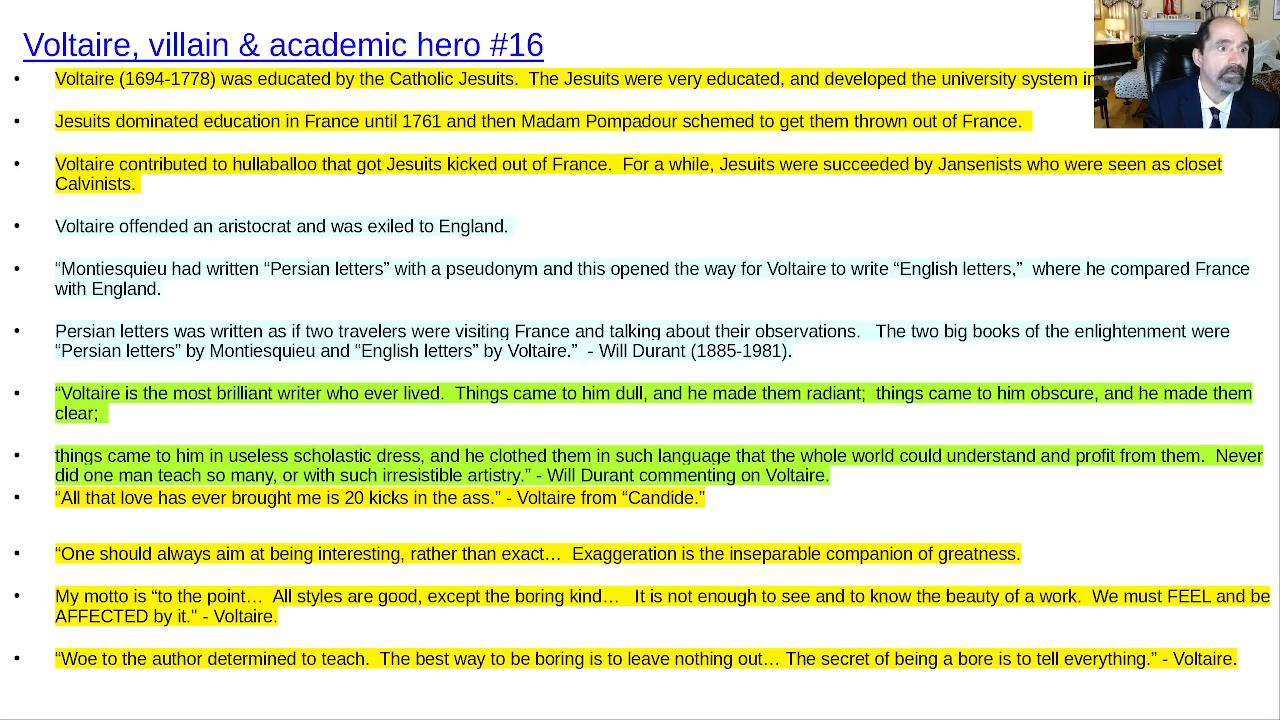 Voltaire, villain & academic hero #16
• Voltaire (1694-1778) was educated by the Catholic Jesuits.  The Jesuits were very educated, and developed the university system in
• Jesuits dominated education in France until 1761 and then Madam Pompadour schemed to get them thrown out of France.
• Voltaire contributed to hullaballoo that got Jesuits kicked out of France.  For a while, Jesuits were succeeded by Jansenists who were seen as closet
Calvinists.
• Voltaire offended an aristocrat and was exiled to England.
• “Montiesquieu had written “Persian letters” with a pseudonym and this opened the way for Voltaire to write “English letters,”  where he compared France
with England.
• Persian letters was written as if two travelers were visiting France and talking about their observations.   The two big books of the enlightenment were
“Persian letters” by Montiesquieu and “English letters” by Voltaire.”  - Will Durant (1885-1981).
• “Voltaire is the most brilliant writer who ever lived.  Things came to him dull, and he made them radiant;  things came to him obscure, and he made them
clear;
• things came to him in useless scholastic dress, and he clothed them in such language that the whole world could understand and profit from them.  Never
did one man teach so many, or with such irresistible artistry.” - Will Durant commenting on Voltaire.
• “All that love has ever brought me is 20 kicks in the ass.” - Voltaire from “Candide.”
• “One should always aim at being interesting, rather than exact…  Exaggeration is the inseparable companion of greatness.
• My motto is “to the point…  All styles are good, except the boring kind…   It is not enough to see and to know the beauty of a work.  We must FEEL and be
AFFECTED by it." - Voltaire.
• “Woe to the author determined to teach.  The best way to be boring is to leave nothing out… The secret of being a bore is to tell everything.” - Voltaire.